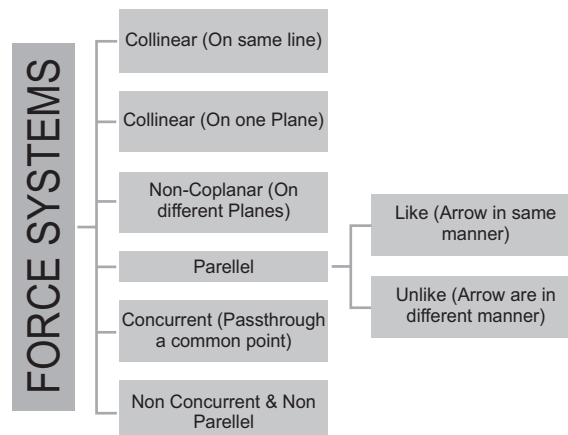 FORCE SYSTEMS
Collinear (On same line)
Collinear (On one Plane)
Non-Coplanar (On
different Planes)
Parellel
Like (Arrow in same
manner)
Unlike (Arrow are in
different manner)
Concurrent (Passthrough
a common point)
Non Concurrent & Non
Parellel